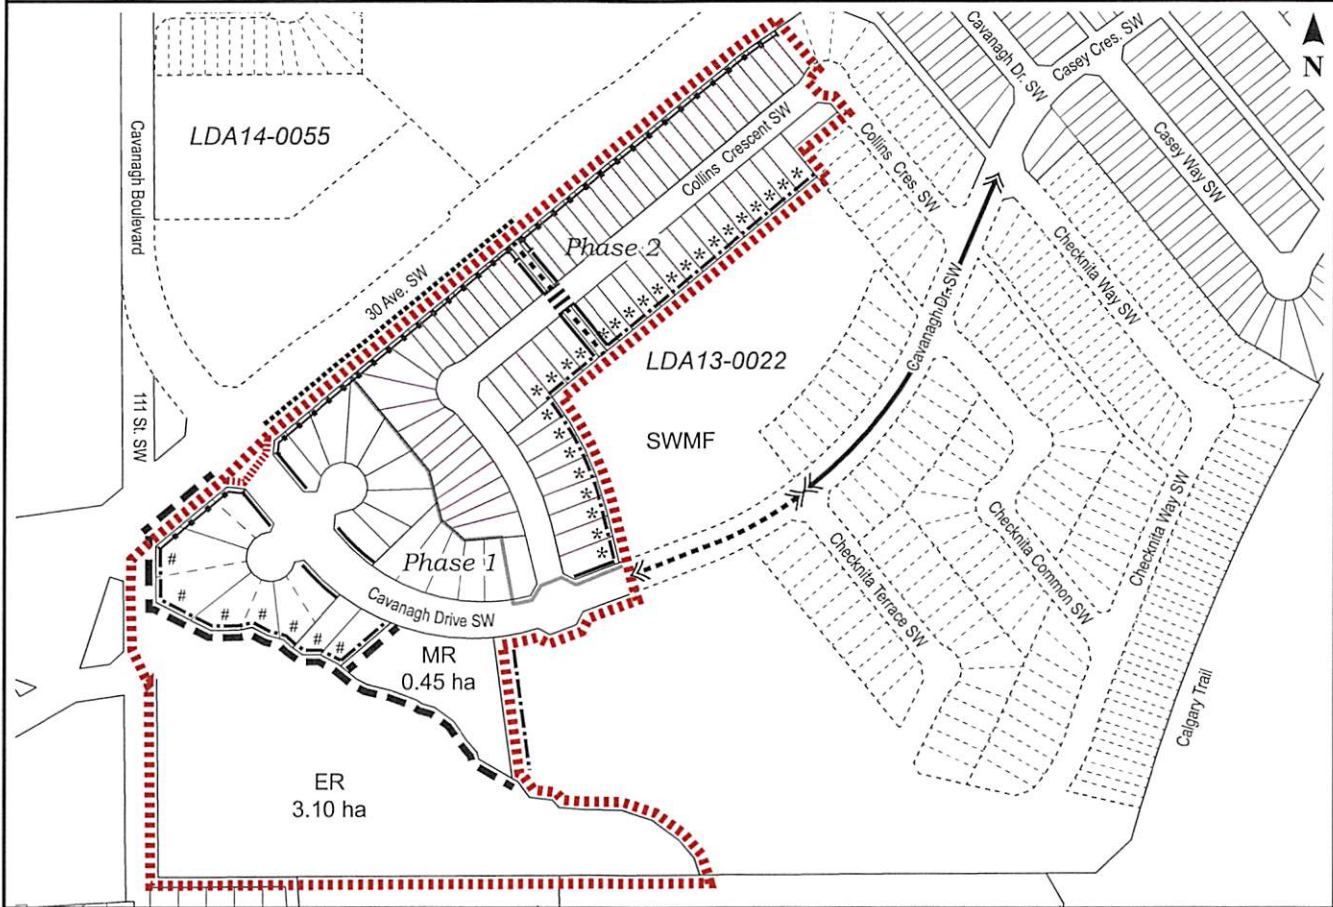 N
LDA14-0055
Cavanagh Boulevard
111 St. SW
30 Ave. SW
Phase 2
Collins Crescent SW
Collins Cres. SW
Cavanagh Dr. SW
Casey Cres. SW
Casey Way SW
Checknita Way SW
Cavanagh Dr. SW
LDA13-0022
SWMF
Phase 1
Cavanagh Drive SW
Checknita Terrace SW
Checknita Common SW
Checknita Way SW
Calgary Trail
MR
0.45 ha
ER
3.10 ha
* * * * * * * * * * * * * * * * * * * * * * * *
# # # # # # #